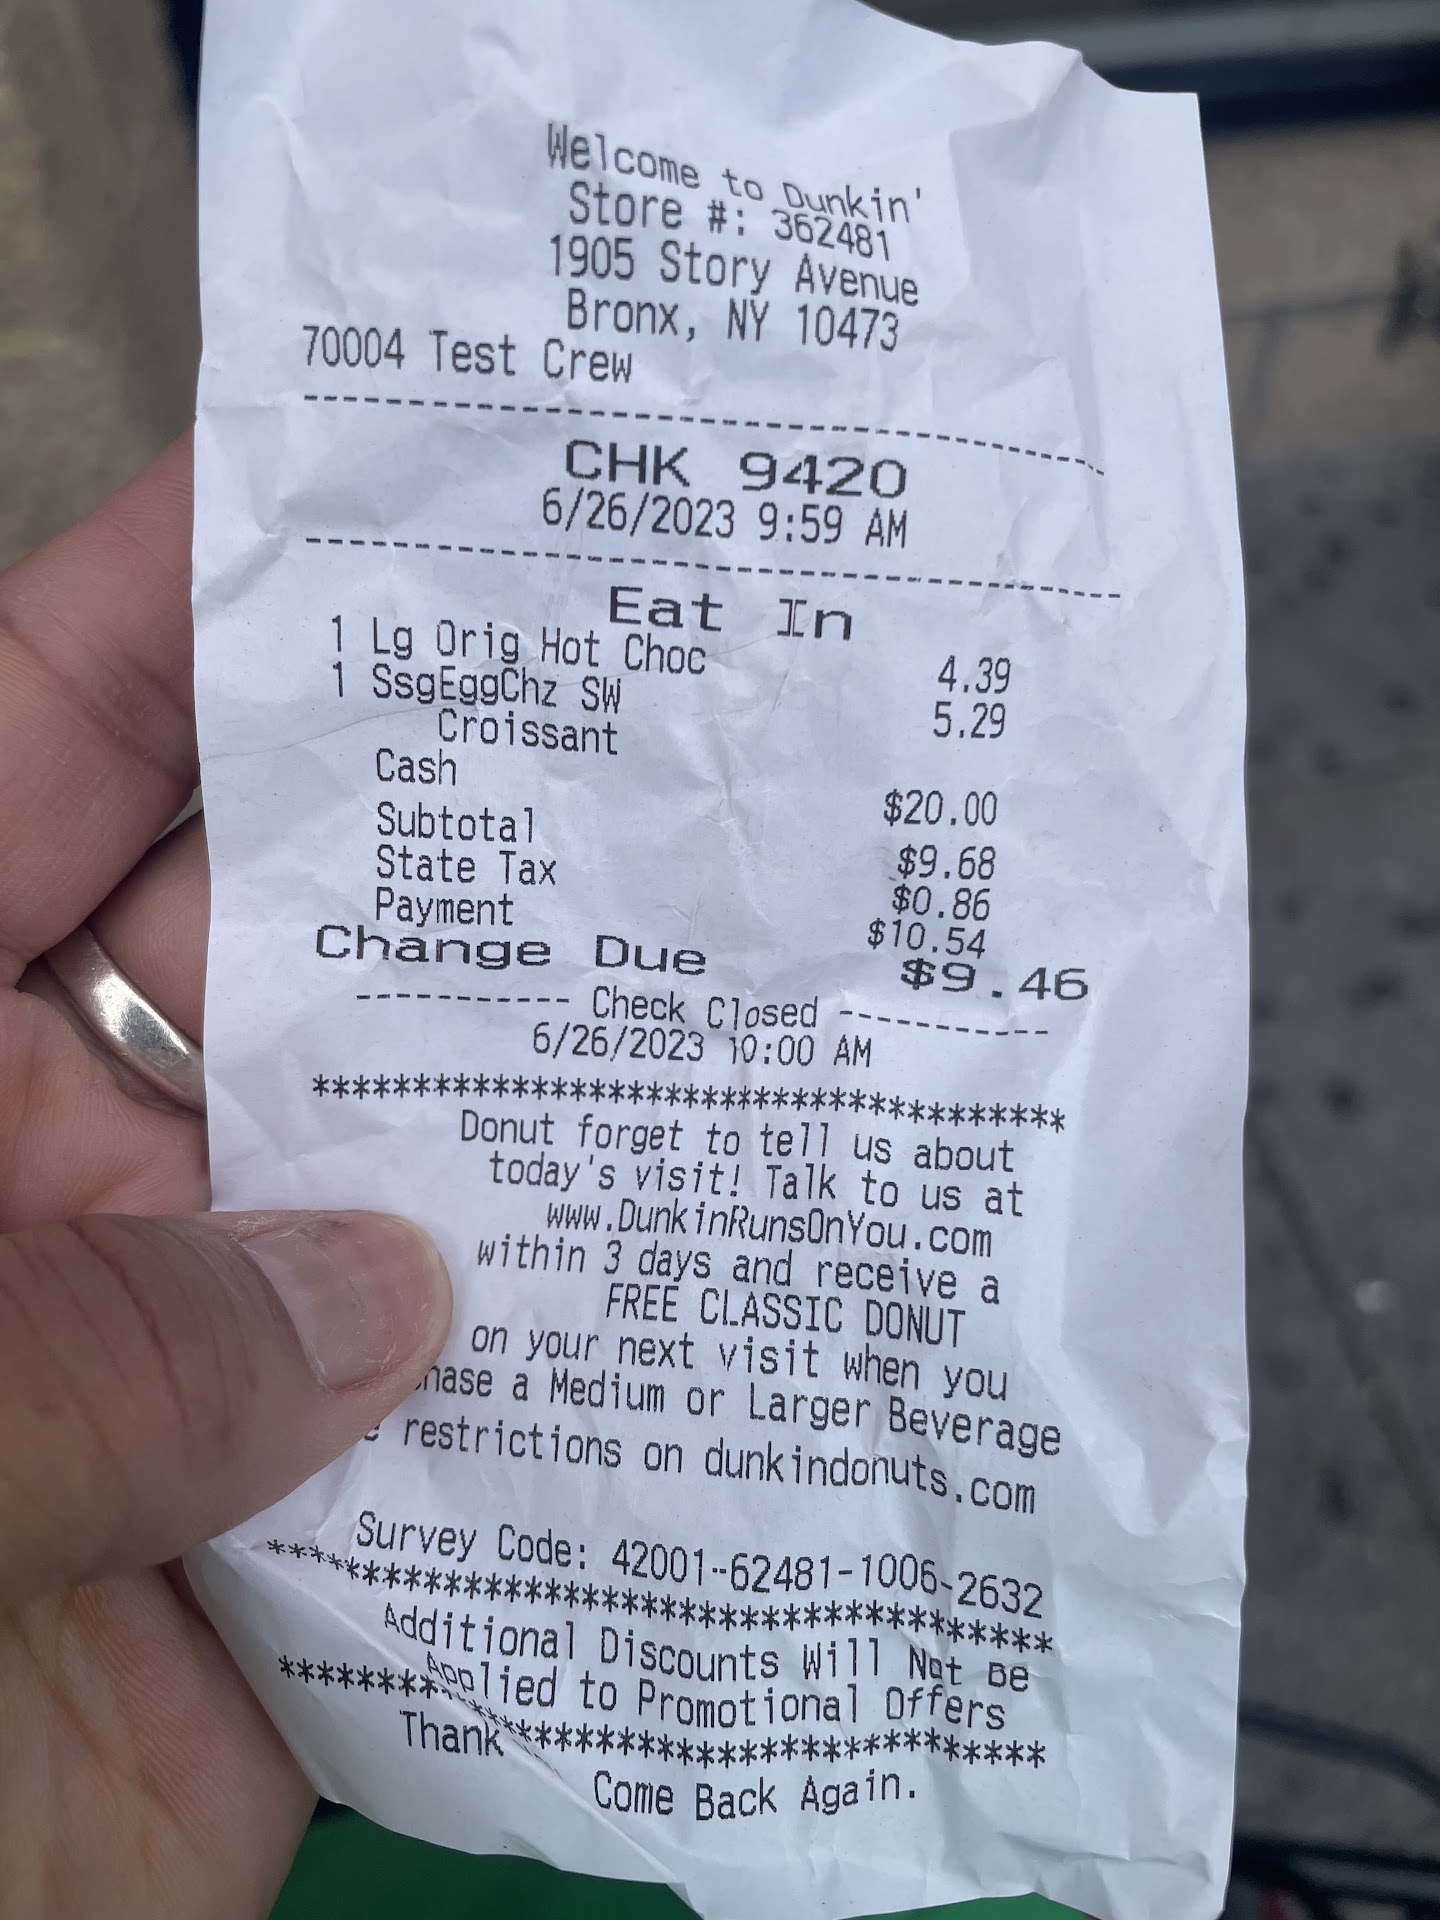 Welcome to Dunkin'
Store #: 362481
1905 Story Avenue
Bronx, NY 10473
70004 Test Crew
----------------------------------------
CHK 9420
6/26/2023 9:59 AM
----------------------------------------
Eat In
1 Lg Orig Hot Choc 4.39
1 SsgEggChz SW 5.29
Croissant
Cash $20.00
Subtotal $9.68
State Tax $0.86
Payment $10.54
Change Due $9.46
----------- Check Closed -----------
6/26/2023 10:00 AM
****************************************
Donut forget to tell us about
today's visit! Talk to us at
www.DunkinRunsOnYou.com
within 3 days and receive a
FREE CLASSIC DONUT
on your next visit when you
hase a Medium or Larger Beverage
e restrictions on dunkindonuts.com
Survey Code: 42001-62481-1006-2632
****************************************
Additional Discounts Will Not Be
Applied to Promotional Offers
****************************************
Thank
Come Back Again.